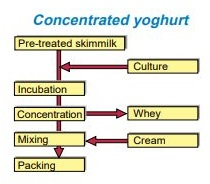 Concentrated yoghurt
Pre-treated skimmilk
Culture
Incubation
Concentration
Whey
Mixing
Cream
Packing